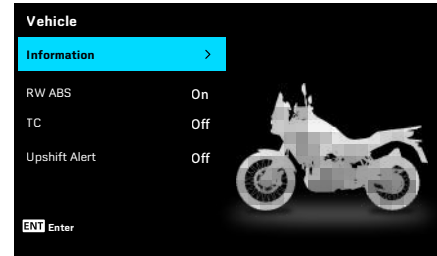 Vehicle
Information >
RW ABS On
TC Off
Upshift Alert Off
ENT Enter